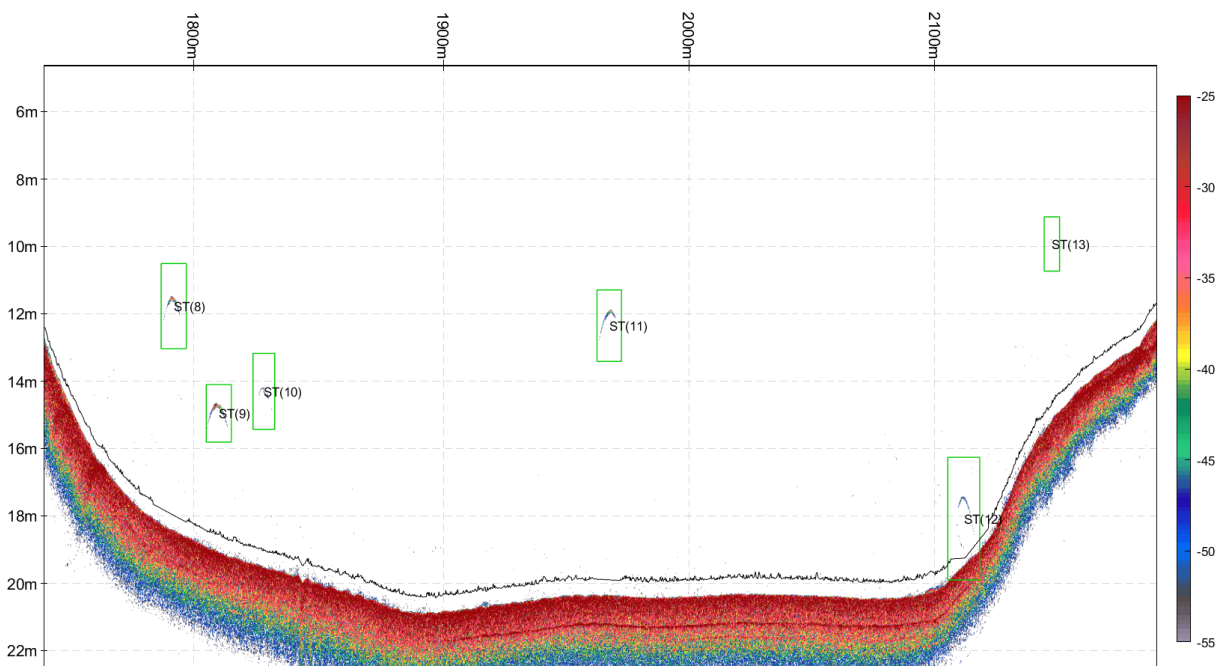 1800m
1900m
2000m
2100m
6m
8m
10m
12m
14m
16m
18m
20m
22m
ST(8)
ST(9)
ST(10)
ST(11)
ST(12)
ST(13)
-25
-30
-35
-40
-45
-50
-55